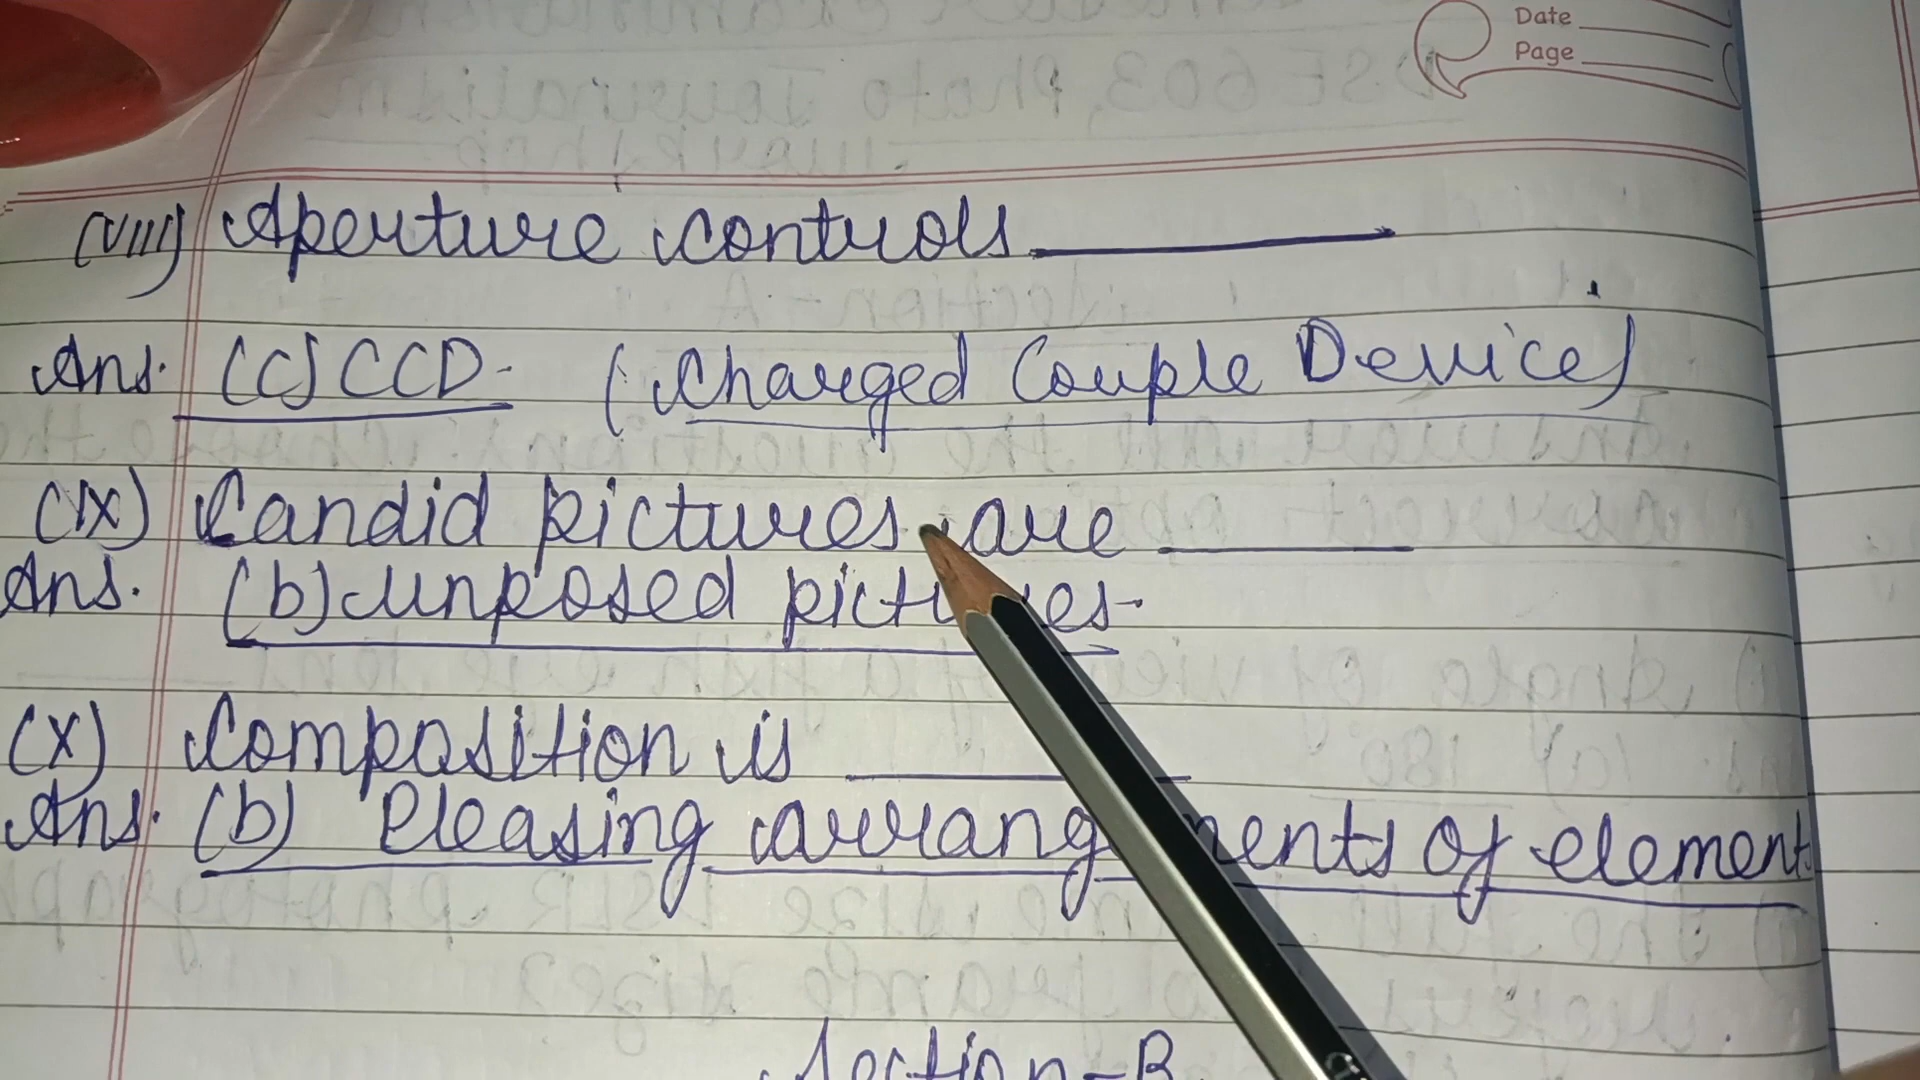 Date
Page
(VIII) Aperture controls
Ans. (C) CCD. (Charged Couple Device)
(IX) Candid pictures are
Ans. (b) unposed pictures.
(X) Composition is
Ans. (b) Pleasing arrangements of element
Section-B